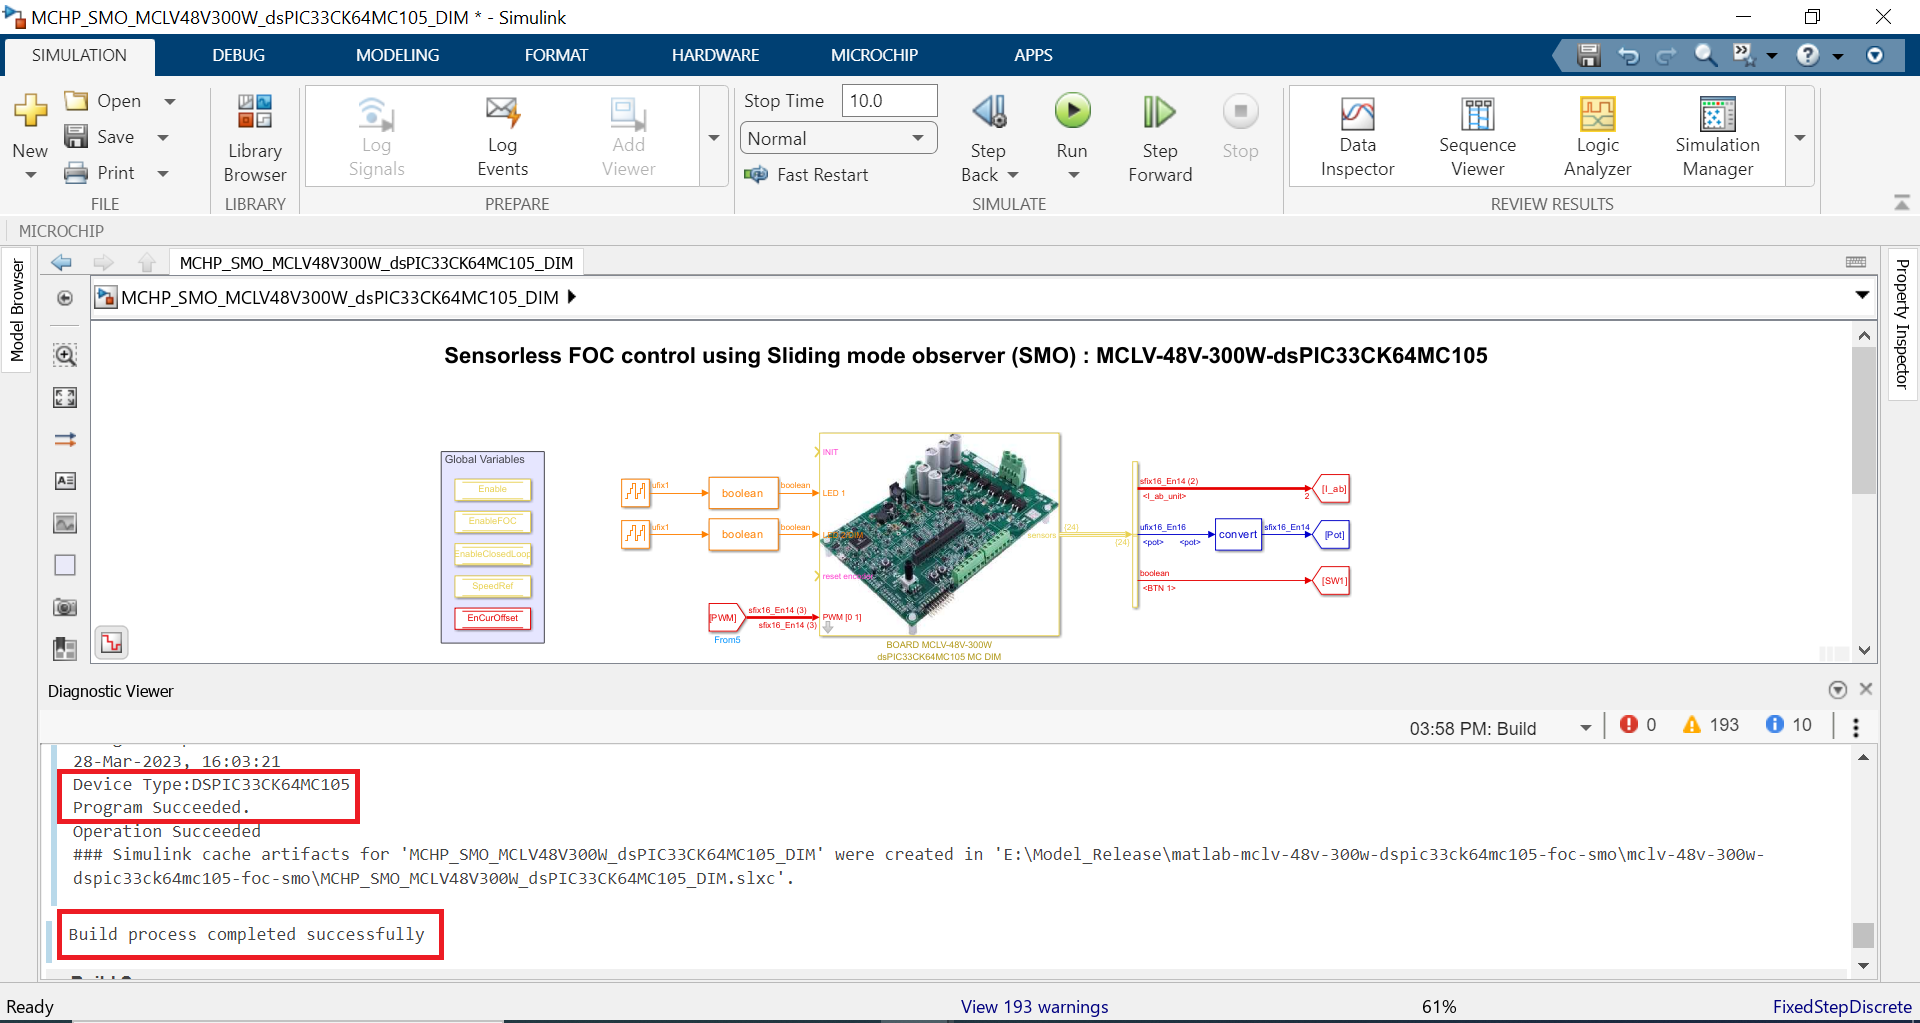 MCHP_SMO_MCLV48V300W_dsPIC33CK64MC105_DIM * - Simulink
SIMULATION DEBUG MODELING FORMAT HARDWARE MICROCHIP APPS
New
Open
Save
Print
FILE
Library
Browser
LIBRARY
Log
Signals
Log
Events
Add
Viewer
PREPARE
Stop Time 10.0
Normal
Fast Restart
Step
Back
Run
Step
Forward
Stop
SIMULATE
Data
Inspector
Sequence
Viewer
Logic
Analyzer
Simulation
Manager
REVIEW RESULTS
MICROCHIP
Model Browser
MCHP_SMO_MCLV48V300W_dsPIC33CK64MC105_DIM
MCHP_SMO_MCLV48V300W_dsPIC33CK64MC105_DIM
Property Inspector
Sensorless FOC control using Sliding mode observer (SMO) : MCLV-48V-300W-dsPIC33CK64MC105
Global Variables
Enable
EnableFOC
EnableClosedLoop
SpeedRef
EnCurOffset
ufix1
boolean
boolean
ufix1
boolean
boolean
[PWM]
From5
sfix16_En14 (3)
sfix16_En14 (3)
INIT
LED 1
PWM [0 1]
sensors
BOARD MCLV-48V-300W
dsPIC33CK64MC105 MC DIM
(24)
(24)
sfix16_En14 (2)
<I_ab_unit>
2
[I_ab]
ufix16_En16
<pot>
<pot>
convert
sfix16_En14
[Pot]
boolean
<BTN 1>
[SW1]
Diagnostic Viewer
03:58 PM: Build 0 193 10
28-Mar-2023, 16:03:21
Device Type:DSPIC33CK64MC105
Program Succeeded.
Operation Succeeded
### Simulink cache artifacts for 'MCHP_SMO_MCLV48V300W_dsPIC33CK64MC105_DIM' were created in 'E:\Model_Release\matlab-mclv-48v-300w-dspic33ck64mc105-foc-smo\mclv-48v-300w-
dspic33ck64mc105-foc-smo\MCHP_SMO_MCLV48V300W_dsPIC33CK64MC105_DIM.slxc'.
Build process completed successfully
Ready View 193 warnings 61% FixedStepDiscrete